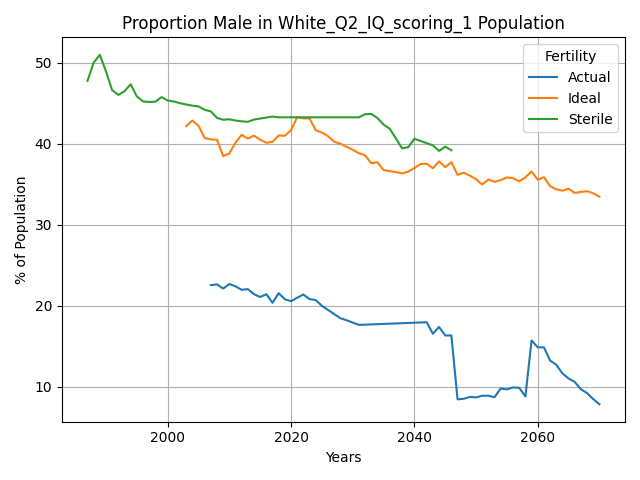 Proportion Male in White_Q2_IQ_scoring_1 Population
Fertility
Actual
Ideal
Sterile
% of Population
50
40
30
20
10
2000
2020
2040
2060
Years